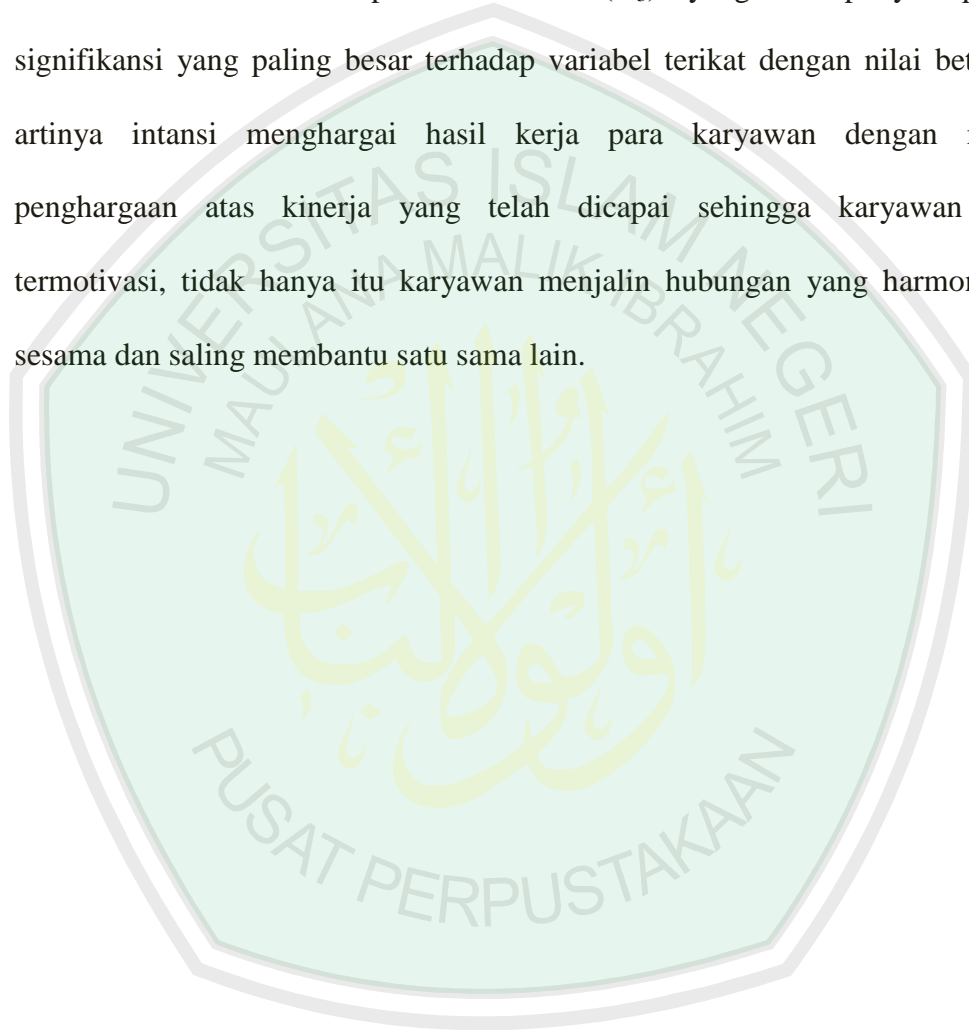 signifikansi yang paling besar terhadap variabel terikat dengan nilai
artinya intansi menghargai hasil kerja para karyawan dengan
penghargaan atas kinerja yang telah dicapai sehingga karyawan
termotivasi, tidak hanya itu karyawan menjalin hubungan yang
sesama dan saling membantu satu sama lain.
UNIVERSITAS ISLAM NEGERI
MAULANA MALIK IBRAHIM
PUSAT PERPUSTAKAAN